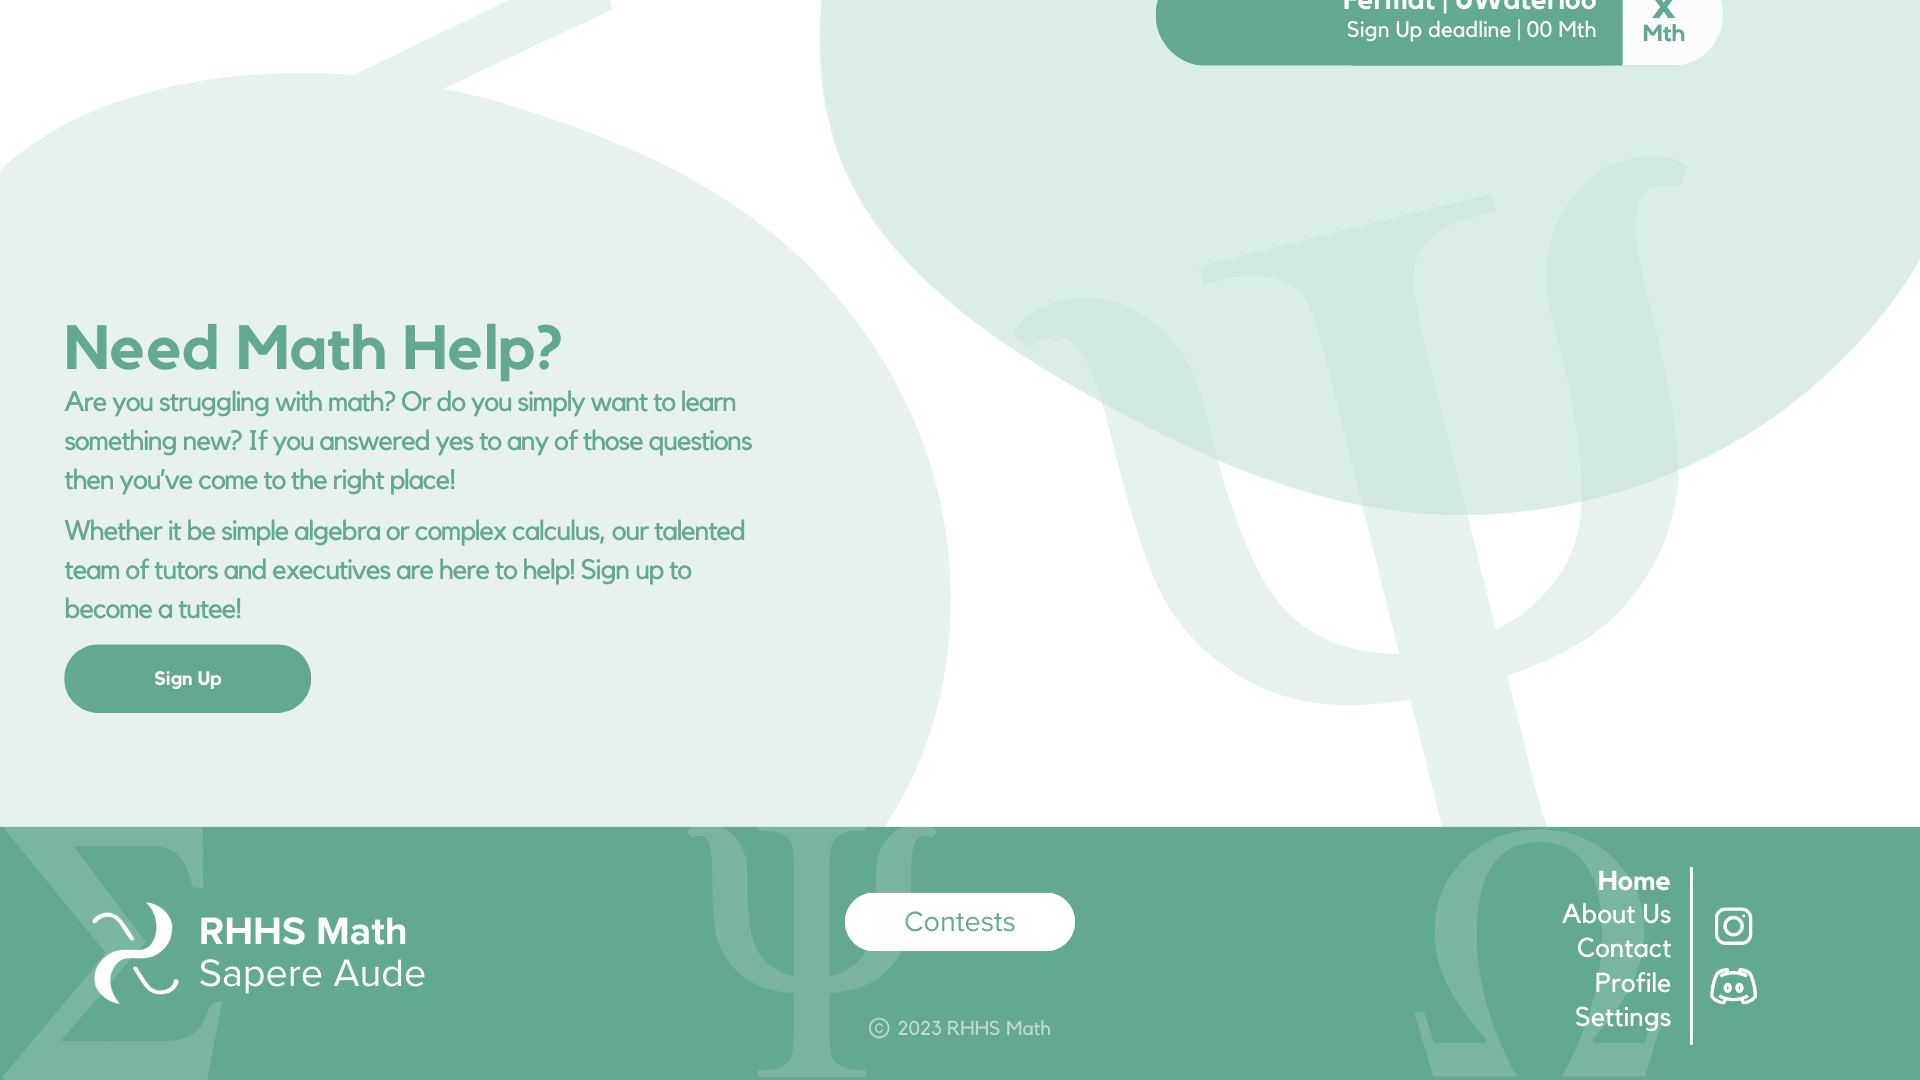 Fermat | UWaterloo
Sign Up deadline | 00 Mth
X
Mth
Need Math Help?
Are you struggling with math? Or do you simply want to learn
something new? If you answered yes to any of those questions
then you’ve come to the right place!
Whether it be simple algebra or complex calculus, our talented
team of tutors and executives are here to help! Sign up to
become a tutee!
Sign Up
RHHS Math
Sapere Aude
Contests
© 2023 RHHS Math
Home
About Us
Contact
Profile
Settings
Ψ
Σ
Ψ
Ω